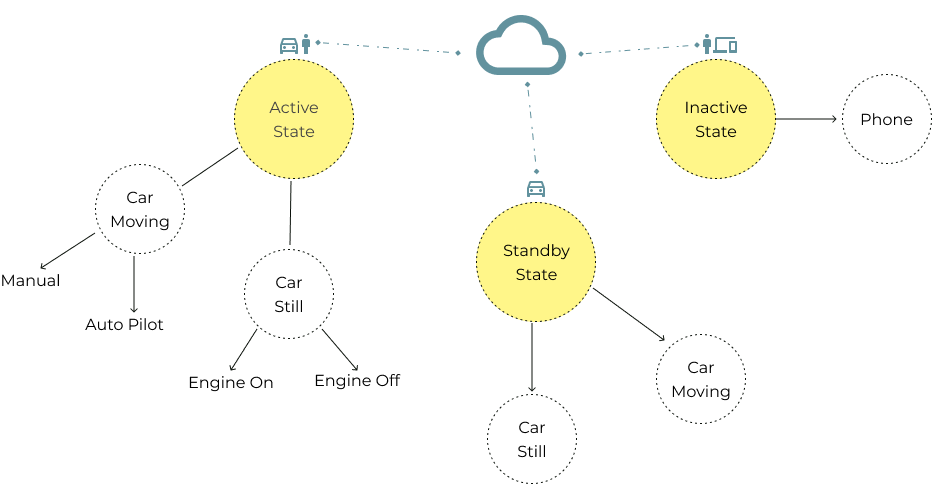 Active
State
Car
Moving
Manual
Auto Pilot
Car
Still
Engine On
Engine Off
Standby
State
Car
Still
Car
Moving
Inactive
State
Phone